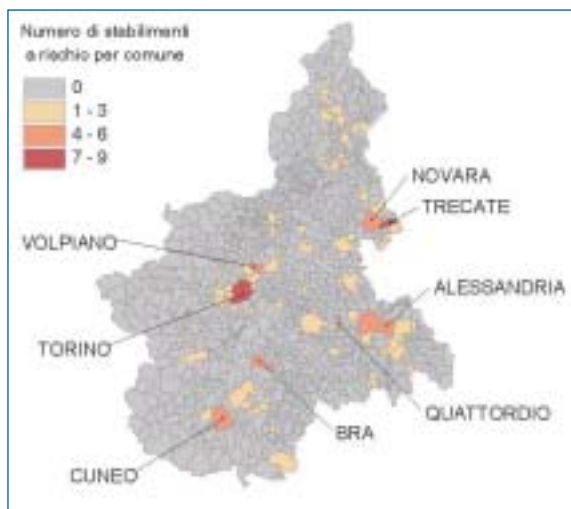 Numero di stabilimenti
a rischio per comune
0
1 - 3
4 - 6
7 - 9
NOVARA
TRECATE
VOLPIANO
ALESSANDRIA
TORINO
QUATTORDIO
BRA
CUNEO